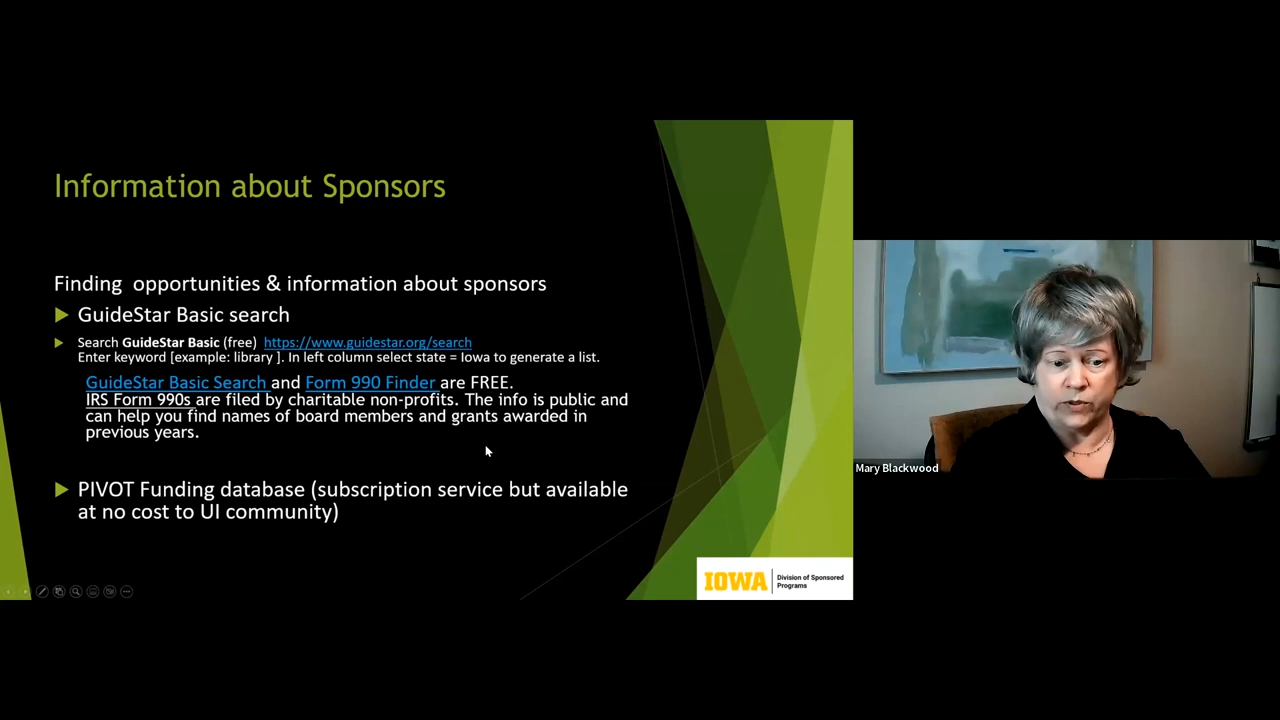 Information about Sponsors
Finding  opportunities & information about sponsors
GuideStar Basic search
Search GuideStar Basic (free)  https://www.guidestar.org/search
Enter keyword [example: library ]. In left column select state = Iowa to generate a list.
GuideStar Basic Search and Form 990 Finder are FREE.
IRS Form 990s are filed by charitable non-profits. The info is public and
can help you find names of board members and grants awarded in
previous years.
PIVOT Funding database (subscription service but available
at no cost to UI community)
IOWA
Division of Sponsored
Programs
Mary Blackwood